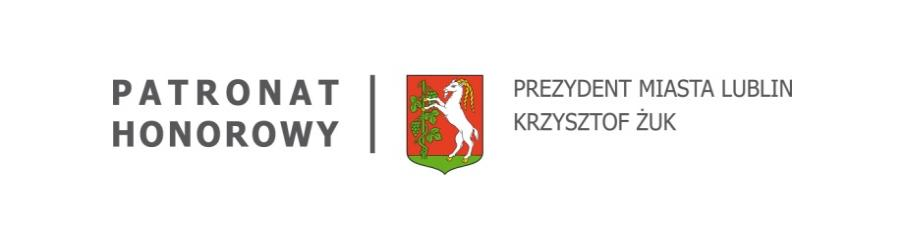 PATRONAT
HONOROWY
PREZYDENT MIASTA LUBLIN
KRZYSZTOF ŻUK